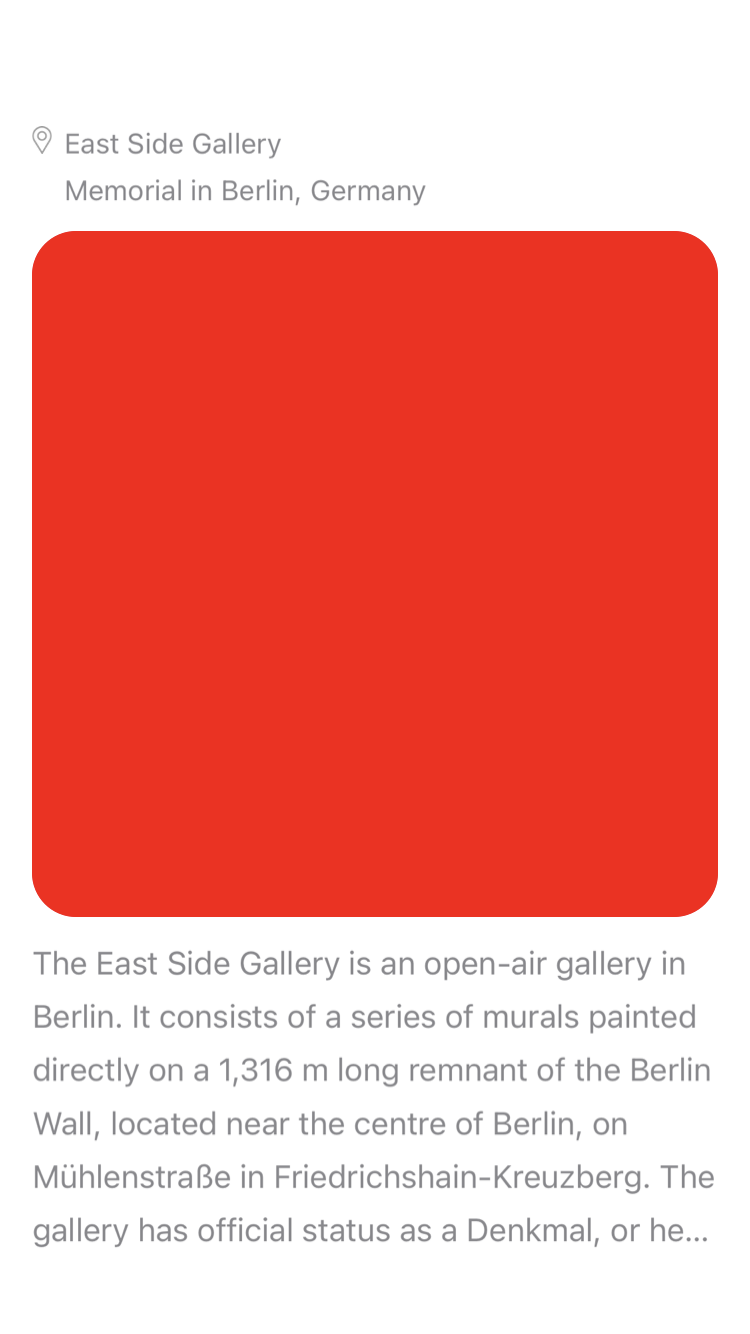 East Side Gallery
Memorial in Berlin, Germany
The East Side Gallery is an open-air gallery in
Berlin. It consists of a series of murals painted
directly on a 1,316 m long remnant of the Berlin
Wall, located near the centre of Berlin, on
Mühlenstraße in Friedrichshain-Kreuzberg. The
gallery has official status as a Denkmal, or he...